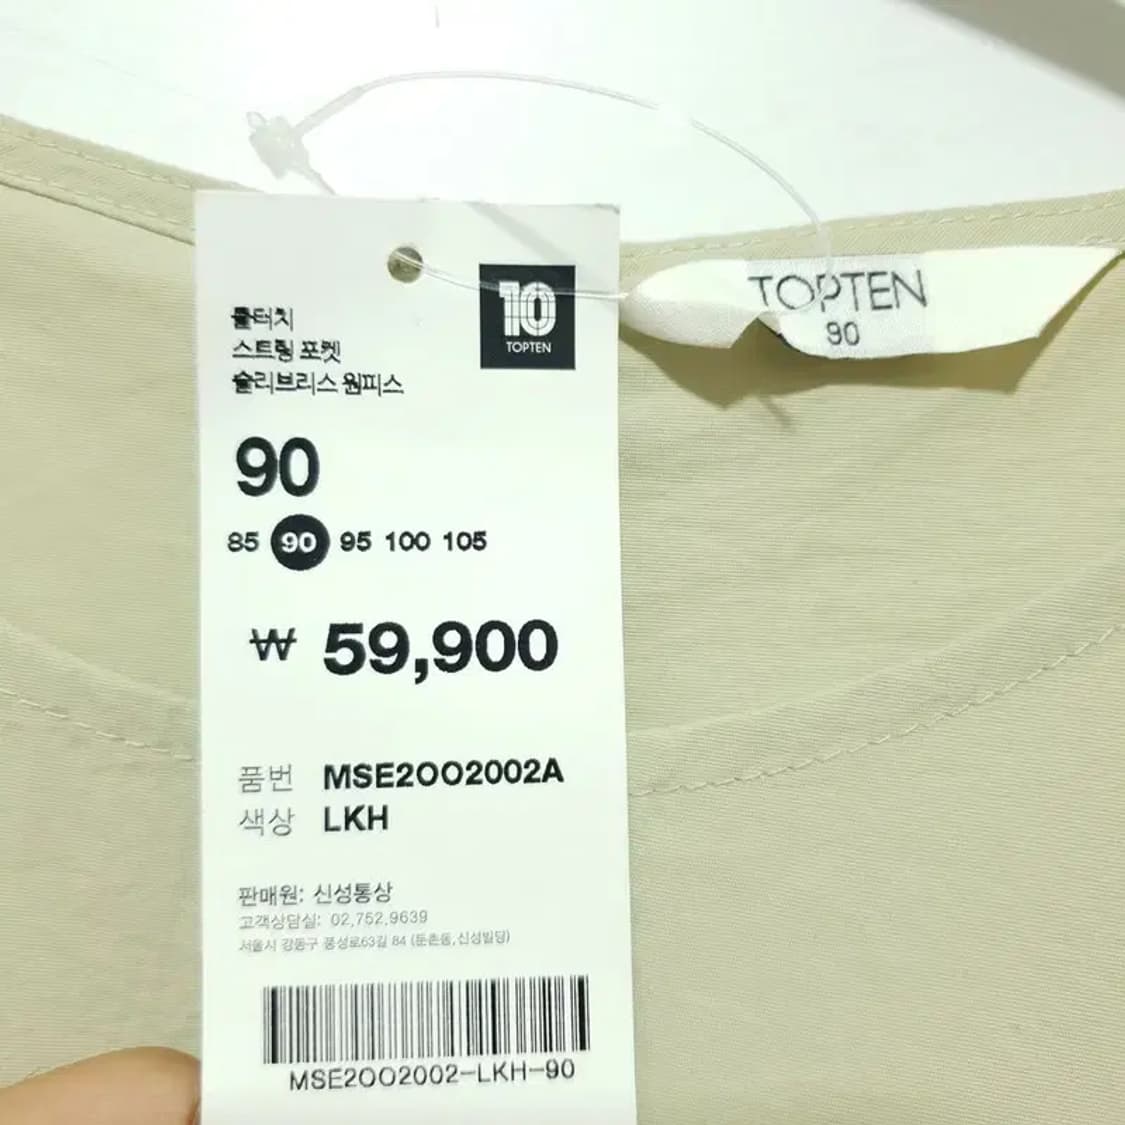 쿨터치
스트링 포켓
슬리브리스 원피스
10
TOPTEN
90
85 90 95 100 105
₩ 59,900
품번 MSE2OO2002A
색상 LKH
판매원: 신성통상
고객상담실: 02.752.9639
서울시 강동구 풍성로63길 84 (둔촌동,신성빌딩)
MSE2OO2002-LKH-90
TOPTEN
90